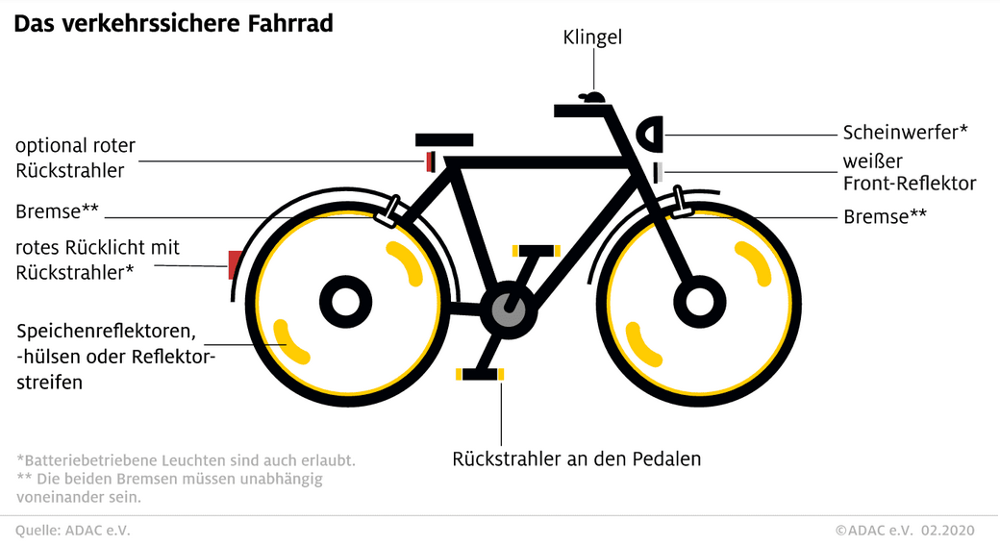 Das verkehrssichere Fahrrad
Klingel
optional roter
Rückstrahler
Bremse**
rotes Rücklicht mit
Rückstrahler*
Speichenreflektoren,
-hülsen oder Reflektor-
streifen
Scheinwerfer*
weißer
Front-Reflektor
Bremse**
Rückstrahler an den Pedalen
*Batteriebetriebene Leuchten sind auch erlaubt.
** Die beiden Bremsen müssen unabhängig
voneinander sein.
Quelle: ADAC e.V.
©ADAC e.V. 02.2020